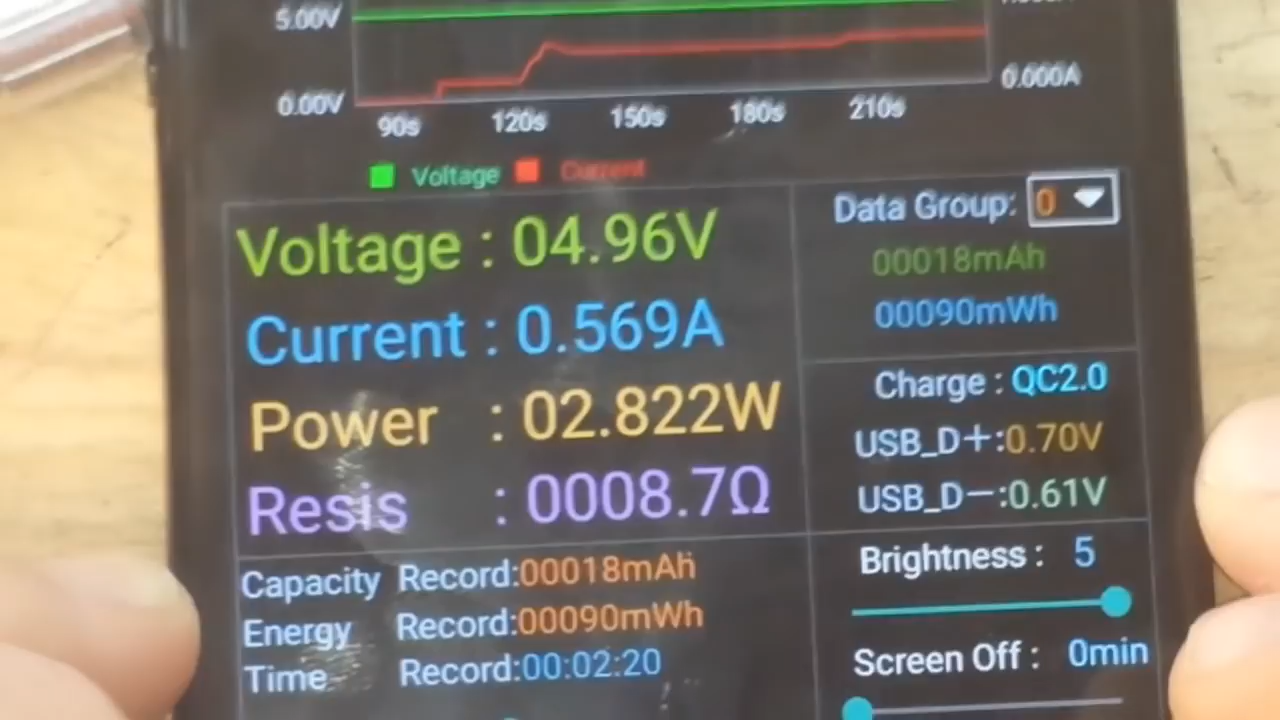 5.00V
0.00V
0.000A
90s 120s 150s 180s 210s
Voltage Current
Voltage : 04.96V
Current : 0.569A
Power : 02.822W
Resis : 0008.7Ω
Capacity Record:00018mAh
Energy Record:00090mWh
Time Record:00:02:20
Data Group: 0
00018mAh
00090mWh
Charge : QC2.0
USB_D+:0.70V
USB_D−:0.61V
Brightness : 5
Screen Off : 0min